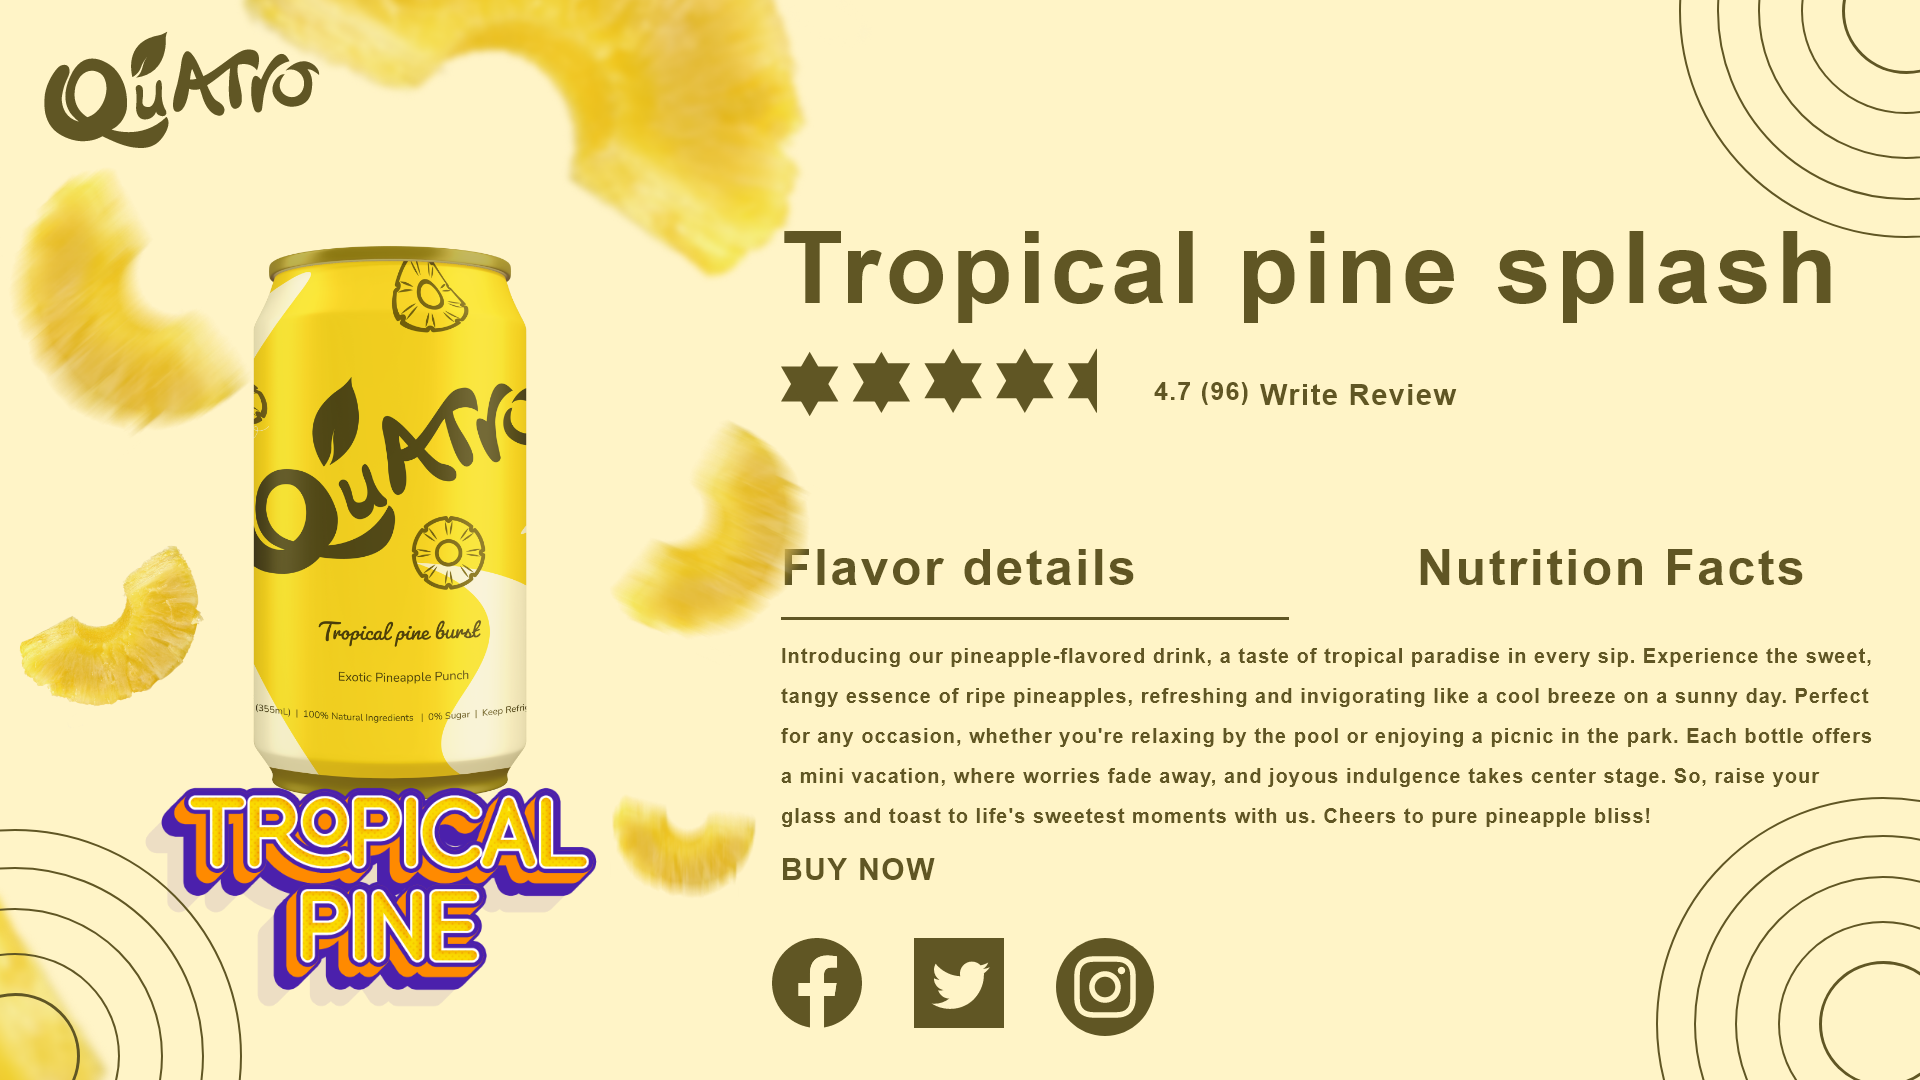 QuATrO
Tropical pine splash
4.7 (96) Write Review
QuATrO
Tropical pine burst
Exotic Pineapple Punch
(355mL) | 100% Natural Ingredients | 0% Sugar | Keep
Flavor details
Nutrition Facts
Introducing our pineapple-flavored drink, a taste of tropical paradise in every sip. Experience the sweet,
tangy essence of ripe pineapples, refreshing and invigorating like a cool breeze on a sunny day. Perfect
for any occasion, whether you're relaxing by the pool or enjoying a picnic in the park. Each bottle offers
a mini vacation, where worries fade away, and joyous indulgence takes center stage. So, raise your
glass and toast to life's sweetest moments with us. Cheers to pure pineapple bliss!
TROPICAL
PINE
BUY NOW